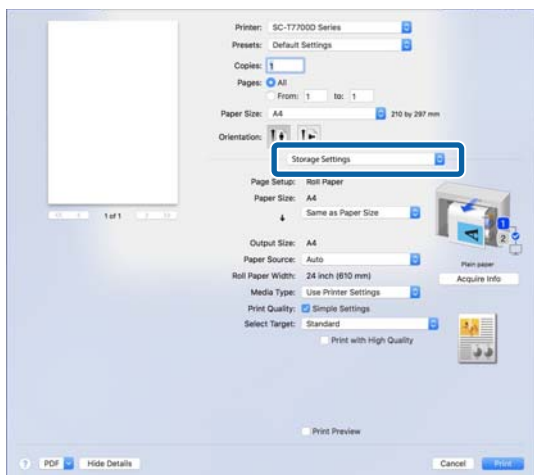 Printer: SC-T7700D Series
Presets: Default Settings
Copies: 1
Pages: All
From: 1 to: 1
Paper Size: A4 210 by 297 mm
Orientation:
Storage Settings
Page Setup: Roll Paper
Paper Size: A4
Same as Paper Size
Output Size: A4
Paper Source: Auto
Roll Paper Width: 24 inch (610 mm)
Media Type: Use Printer Settings
Print Quality: Simple Settings
Select Target: Standard
Print with High Quality
1 of 1
A
1
2
Plain paper
Acquire Info
Print Preview
? PDF Hide Details Cancel Print